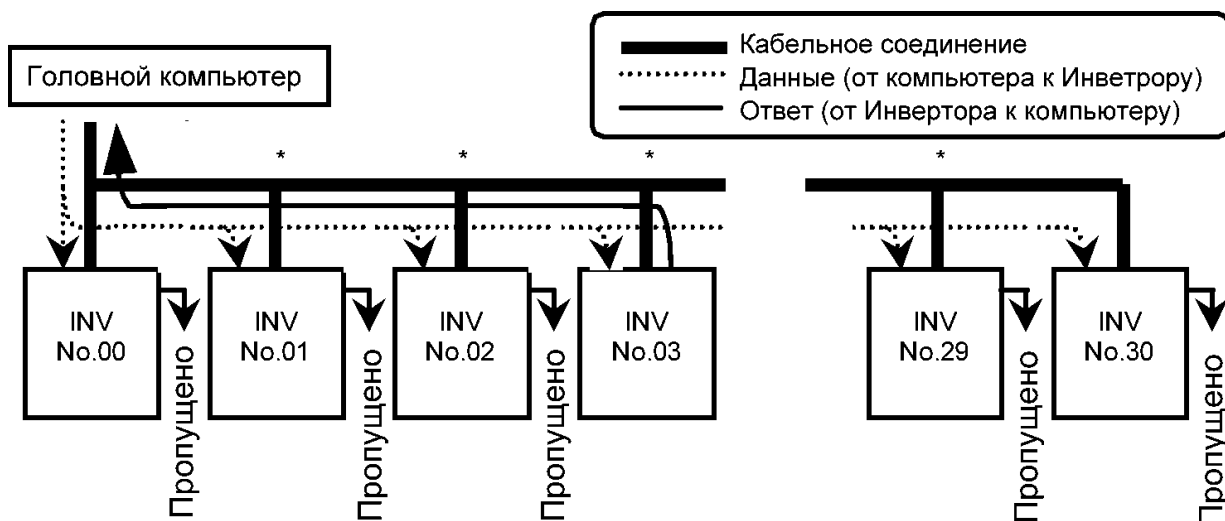 Головной компьютер
Кабельное соединение
Данные (от компьютера к Инветрору)
Ответ (от Инвертора к компьютеру)
* * * *
INV
No.00
Пропущено
INV
No.01
Пропущено
INV
No.02
Пропущено
INV
No.03
INV
No.29
Пропущено
INV
No.30
Пропущено